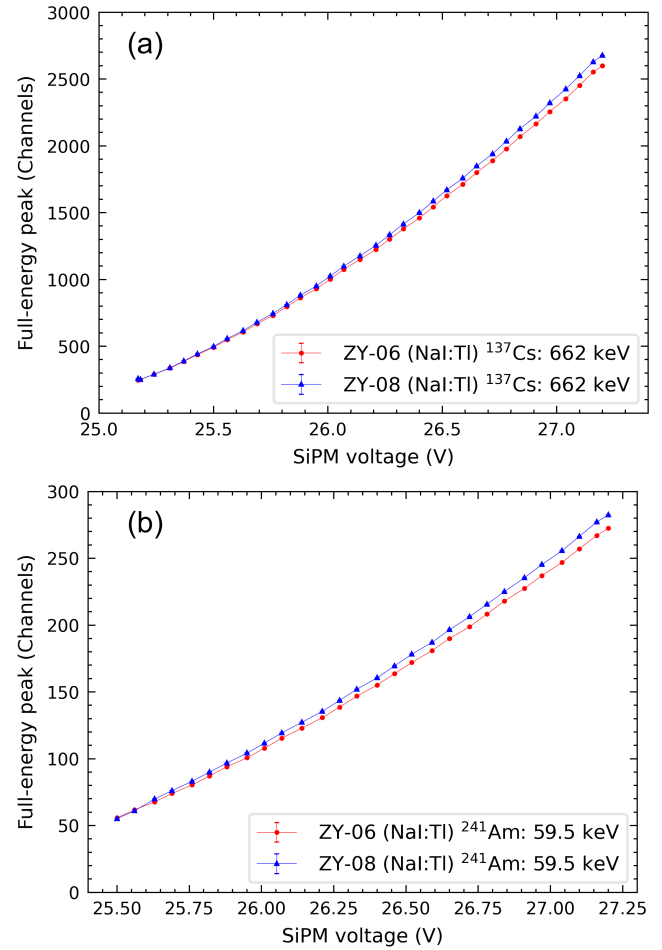 (a)
3000
2500
2000
1500
1000
500
0
Full-energy peak (Channels)
ZY-06 (NaI:Tl) ¹³⁷Cs: 662 keV
ZY-08 (NaI:Tl) ¹³⁷Cs: 662 keV
25.0 25.5 26.0 26.5 27.0
SiPM voltage (V)
(b)
300
250
200
150
100
50
0
Full-energy peak (Channels)
ZY-06 (NaI:Tl) ²⁴¹Am: 59.5 keV
ZY-08 (NaI:Tl) ²⁴¹Am: 59.5 keV
25.50 25.75 26.00 26.25 26.50 26.75 27.00 27.25
SiPM voltage (V)